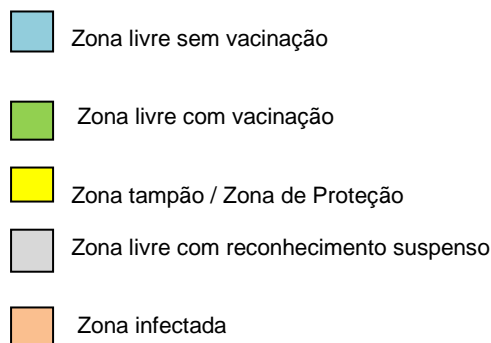 Zona livre sem vacinação
Zona livre com vacinação
Zona tampão / Zona de Proteção
Zona livre com reconhecimento suspenso
Zona infectada